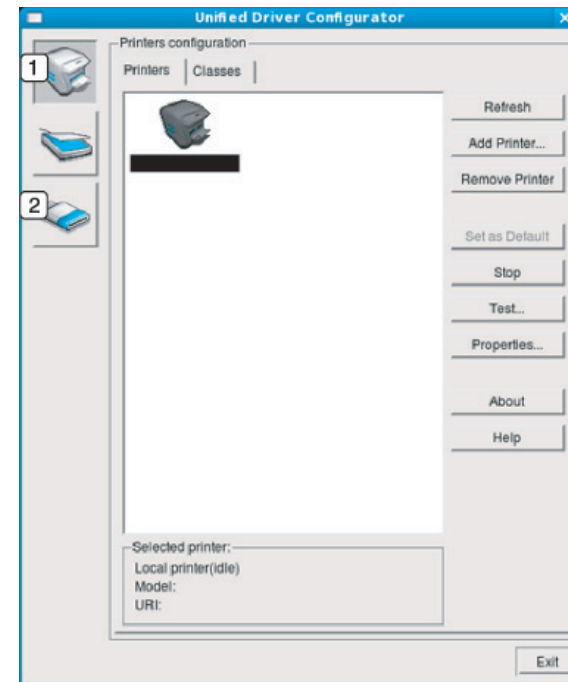 Unified Driver Configurator
Printers configuration
1
Printers Classes
Refresh
Add Printer...
Remove Printer
2
Set as Default
Stop
Test...
Properties...
About
Help
Selected printer:
Local printer(idle)
Model:
URI:
Exit